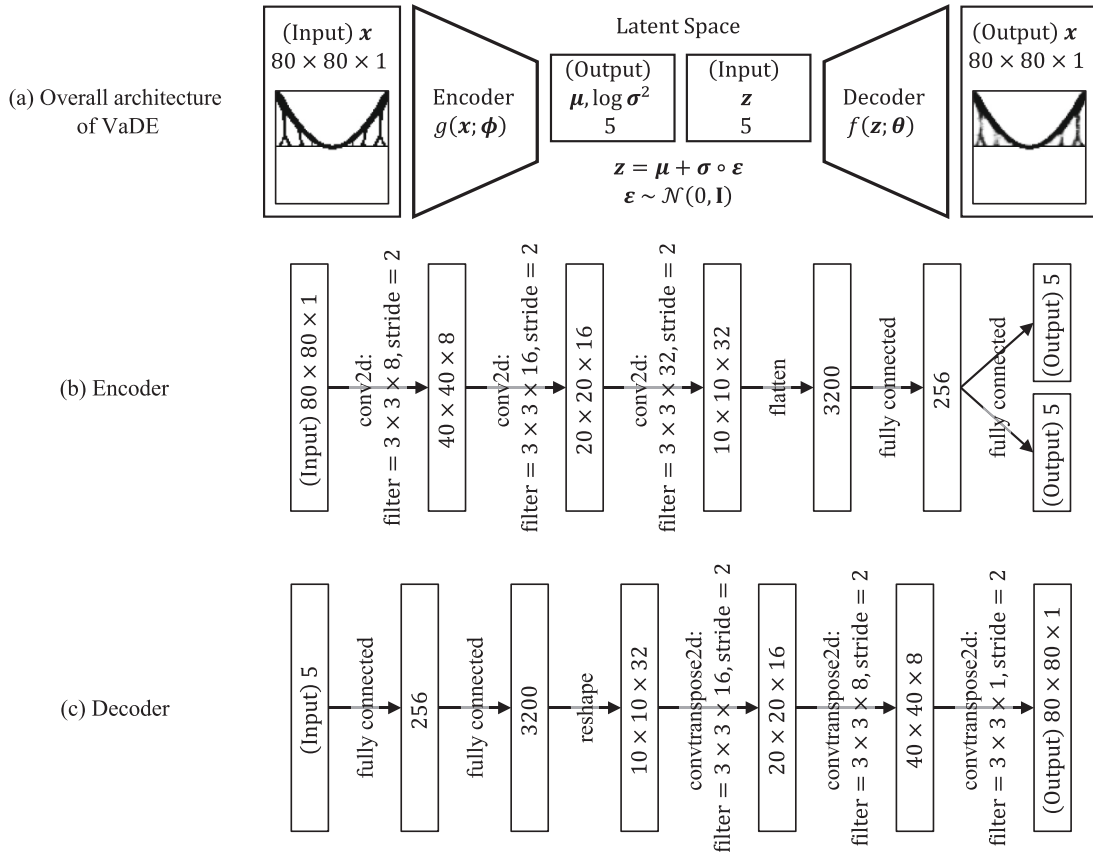 (a) Overall architecture
of VaDE
(Input) x
80 × 80 × 1
Encoder
g(x; ϕ)
Latent Space
(Output)
μ, log σ²
5
(Input)
z
5
z = μ + σ ∘ ε
ε ~ 𝒩(0, I)
Decoder
f(z; θ)
(Output) x
80 × 80 × 1
(b) Encoder
(Input) 80 × 80 × 1
conv2d:
filter = 3 × 3 × 8, stride = 2
40 × 40 × 8
conv2d:
filter = 3 × 3 × 16, stride = 2
20 × 20 × 16
conv2d:
filter = 3 × 3 × 32, stride = 2
10 × 10 × 32
flatten
3200
fully connected
256
fully connected
(Output) 5
(Output) 5
(c) Decoder
(Input) 5
fully connected
256
fully connected
3200
reshape
10 × 10 × 32
convtranspose2d:
filter = 3 × 3 × 16, stride = 2
20 × 20 × 16
convtranspose2d:
filter = 3 × 3 × 8, stride = 2
40 × 40 × 8
convtranspose2d:
filter = 3 × 3 × 1, stride = 2
(Output) 80 × 80 × 1